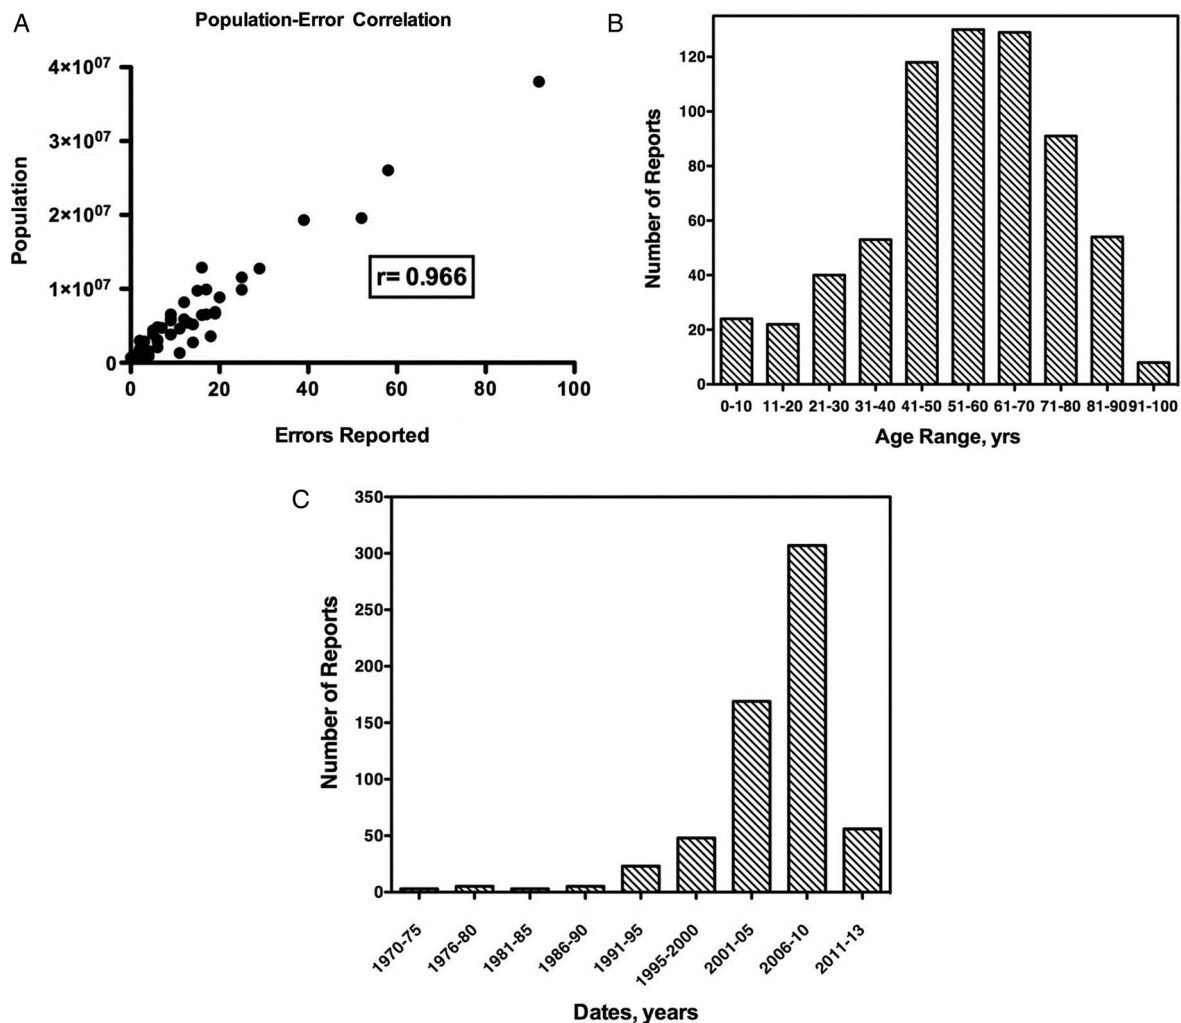 A
Population-Error Correlation
4×10⁰⁷
3×10⁰⁷
2×10⁰⁷
1×10⁰⁷
0
Population
r= 0.966
0 20 40 60 80 100
Errors Reported
B
120
100
80
60
40
20
0
Number of Reports
0-10 11-20 21-30 31-40 41-50 51-60 61-70 71-80 81-90 91-100
Age Range, yrs
C
350
300
250
200
150
100
50
0
Number of Reports
1970-75 1976-80 1981-85 1986-90 1991-95 1995-2000 2001-05 2006-10 2011-13
Dates, years